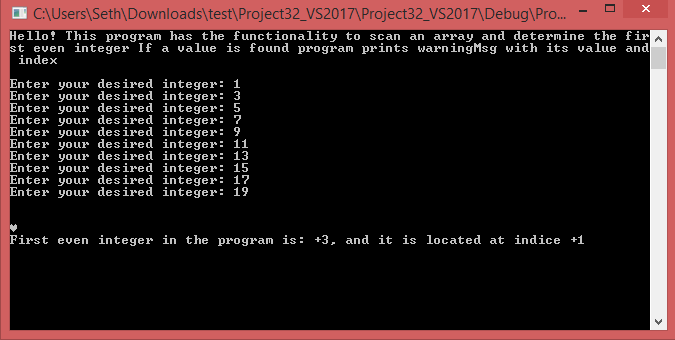 C:\Users\Seth\Downloads\test\Project32_VS2017\Project32_VS2017\Debug\Pro...
Hello! This program has the functionality to scan an array and determine the fir
st even integer If a value is found program prints warningMsg with its value and
 index
Enter your desired integer: 1
Enter your desired integer: 3
Enter your desired integer: 5
Enter your desired integer: 7
Enter your desired integer: 9
Enter your desired integer: 11
Enter your desired integer: 13
Enter your desired integer: 15
Enter your desired integer: 17
Enter your desired integer: 19
♥
First even integer in the program is: +3, and it is located at indice +1